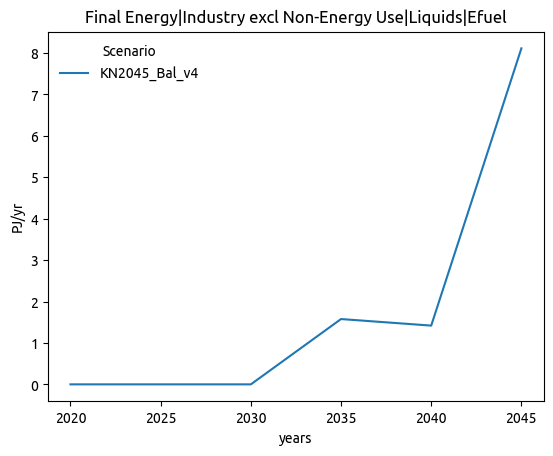 Final Energy|Industry excl Non-Energy Use|Liquids|Efuel
Scenario
KN2045_Bal_v4
PJ/yr
8
7
6
5
4
3
2
1
0
2020 2025 2030 2035 2040 2045
years